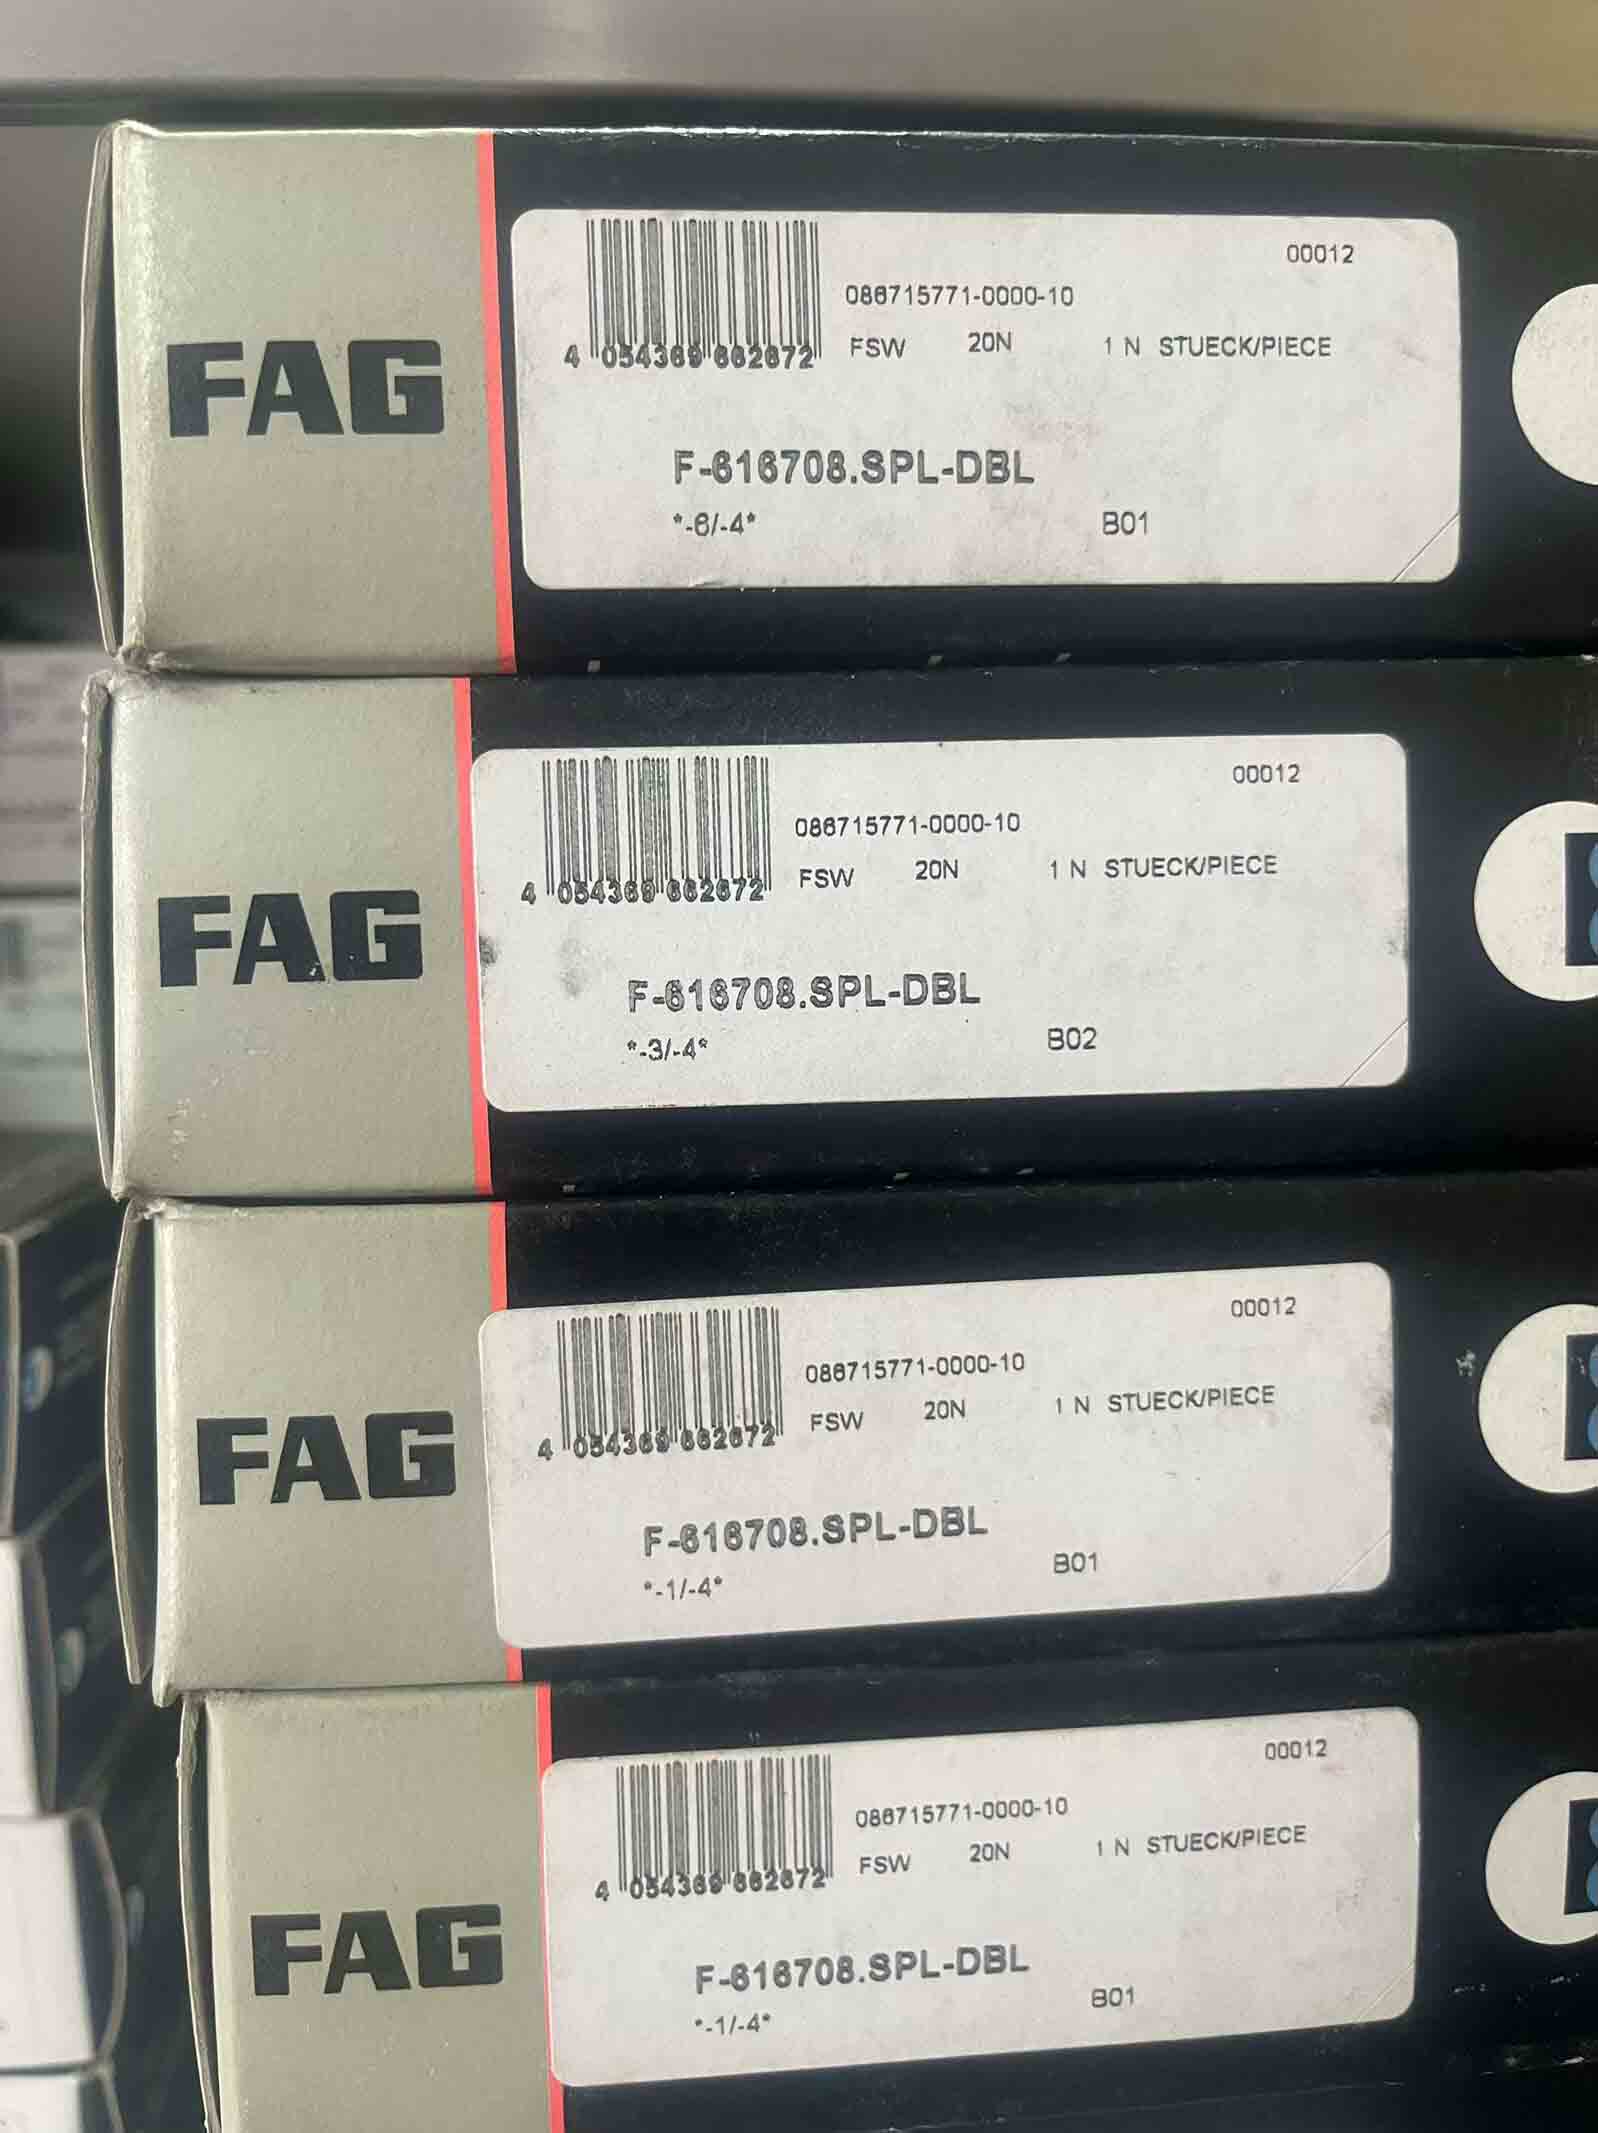 FAG
00012
086715771-0000-10
FSW 20N 1 N STUECK/PIECE
4 054369 662672
F-616708.SPL-DBL
*-6/-4* B01
FAG
00012
086715771-0000-10
FSW 20N 1 N STUECK/PIECE
4 054369 662672
F-616708.SPL-DBL
*-3/-4* B02
FAG
00012
086715771-0000-10
FSW 20N 1 N STUECK/PIECE
4 054369 662672
F-616708.SPL-DBL
*-1/-4* B01
FAG
00012
086715771-0000-10
FSW 20N 1 N STUECK/PIECE
4 054369 662672
F-616708.SPL-DBL
*-1/-4* B01